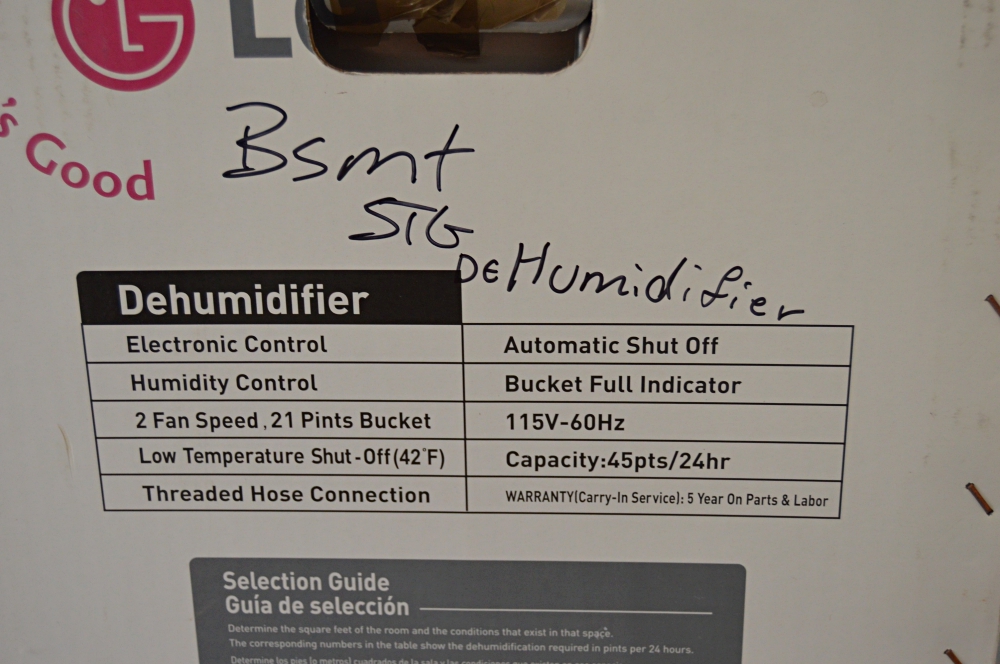 LG
's Good
Bsmt
STG
DEHumidifier
Dehumidifier
Electronic Control
Automatic Shut Off
Humidity Control
Bucket Full Indicator
2 Fan Speed, 21 Pints Bucket
115V-60Hz
Low Temperature Shut-Off(42°F)
Capacity:45pts/24hr
Threaded Hose Connection
WARRANTY(Carry-In Service): 5 Year On Parts & Labor
Selection Guide
Guía de selección
Determine the square feet of the room and the conditions that exist in that space.
The corresponding numbers in the table show the dehumidification required in pints per 24 hours.